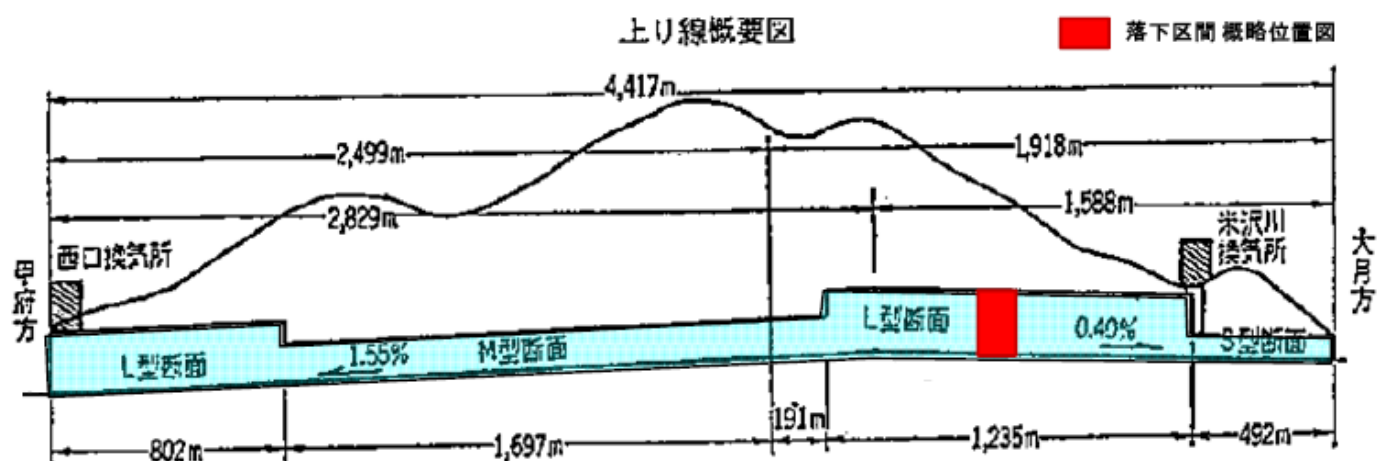 上り線概要図
落下区間 概略位置図
4,417m
2,499m
1,918m
2,829m
1,588m
西口換気所
米沢川
換気所
甲府方
大月方
L型断面
1.55%
M型断面
L型断面
0.40%
S型断面
191m
802m
1,697m
1,235m
492m